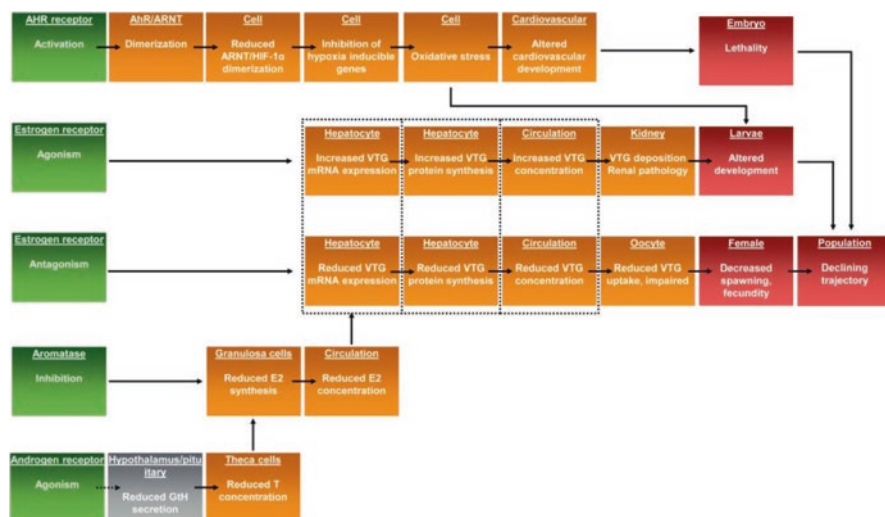 AHR receptor
Activation
AhR/ARNT
Dimerization
Cell
Reduced
ARNT/HIF-1α
dimerization
Cell
Inhibition of
hypoxia inducible
genes
Cell
Oxidative stress
Cardiovascular
Altered
cardiovascular
development
Embryo
Lethality
Estrogen receptor
Agonism
Hepatocyte
Increased VTG
mRNA expression
Hepatocyte
Increased VTG
protein synthesis
Circulation
Increased VTG
concentration
Kidney
VTG deposition
Renal pathology
Larvae
Altered
development
Estrogen receptor
Antagonism
Hepatocyte
Reduced VTG
mRNA expression
Hepatocyte
Reduced VTG
protein synthesis
Circulation
Reduced VTG
concentration
Oocyte
Reduced VTG
uptake, impaired
Female
Decreased
spawning,
fecundity
Population
Declining
trajectory
Aromatase
Inhibition
Granulosa cells
Reduced E2
synthesis
Circulation
Reduced E2
concentration
Androgen receptor
Agonism
Hypothalamus/pitu
itary
Reduced GtH
secretion
Theca cells
Reduced T
concentration